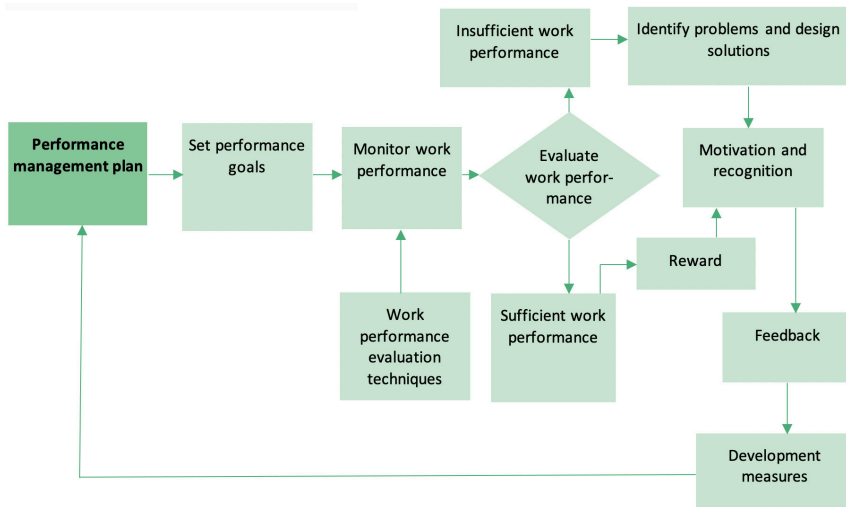 Insufficient work
performance
Identify problems and design
solutions
Performance
management plan
Set performance
goals
Monitor work
performance
Evaluate
work perfor-
mance
Motivation and
recognition
Reward
Work
performance
evaluation
techniques
Sufficient work
performance
Feedback
Development
measures